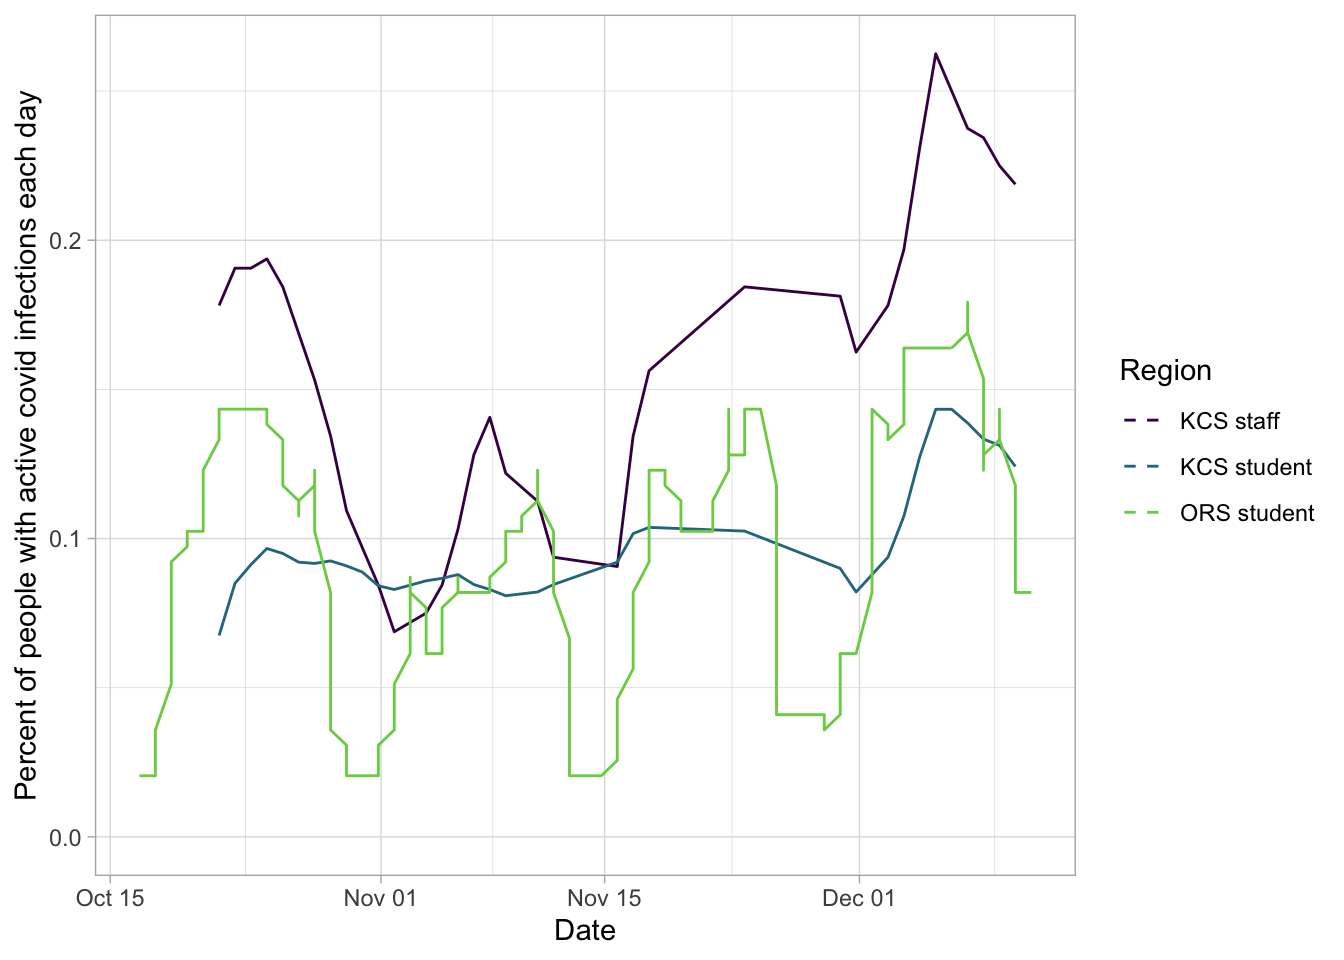 Percent of people with active covid infections each day
0.2
0.1
0.0
Oct 15
Nov 01
Nov 15
Dec 01
Date
Region
KCS staff
KCS student
ORS student